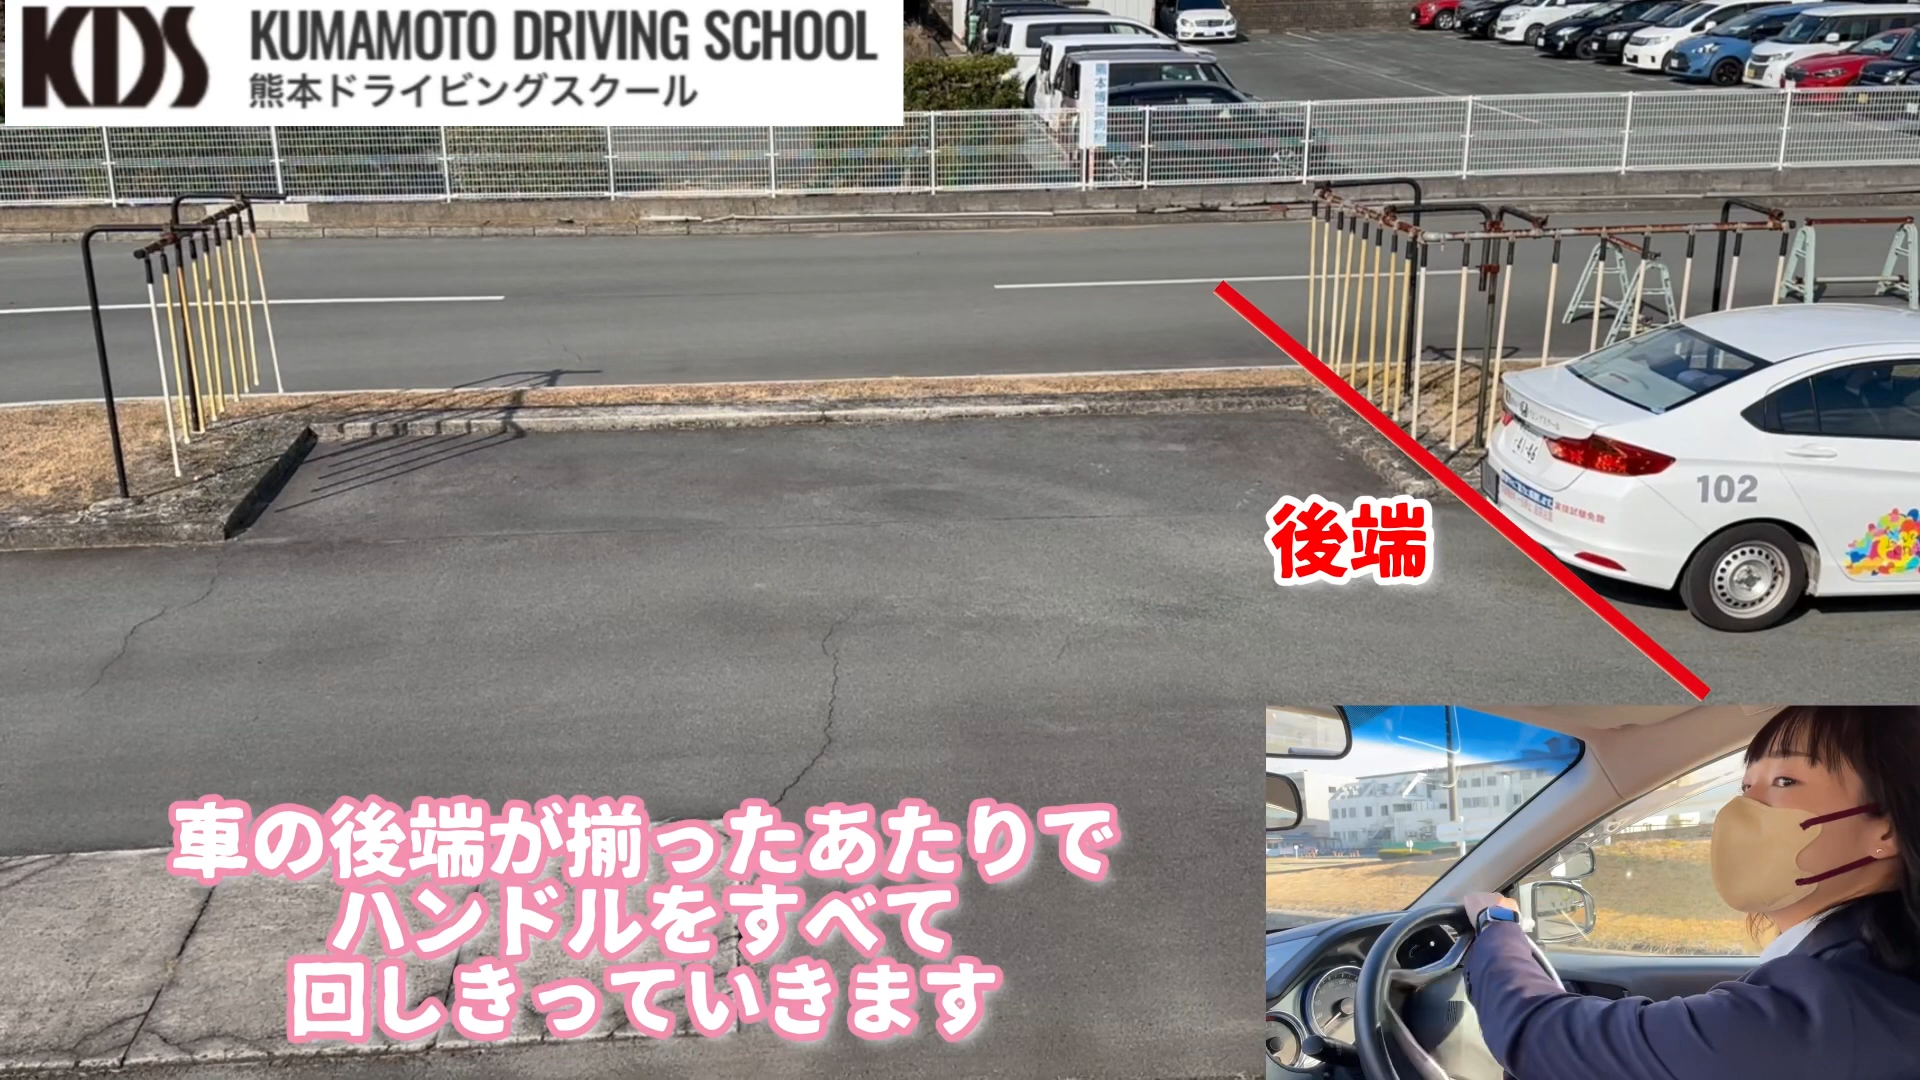 KDS
KUMAMOTO DRIVING SCHOOL
熊本ドライビングスクール
・41-46
102
後端
車の後端が揃ったあたりで
ハンドルをすべて
回しきっていきます